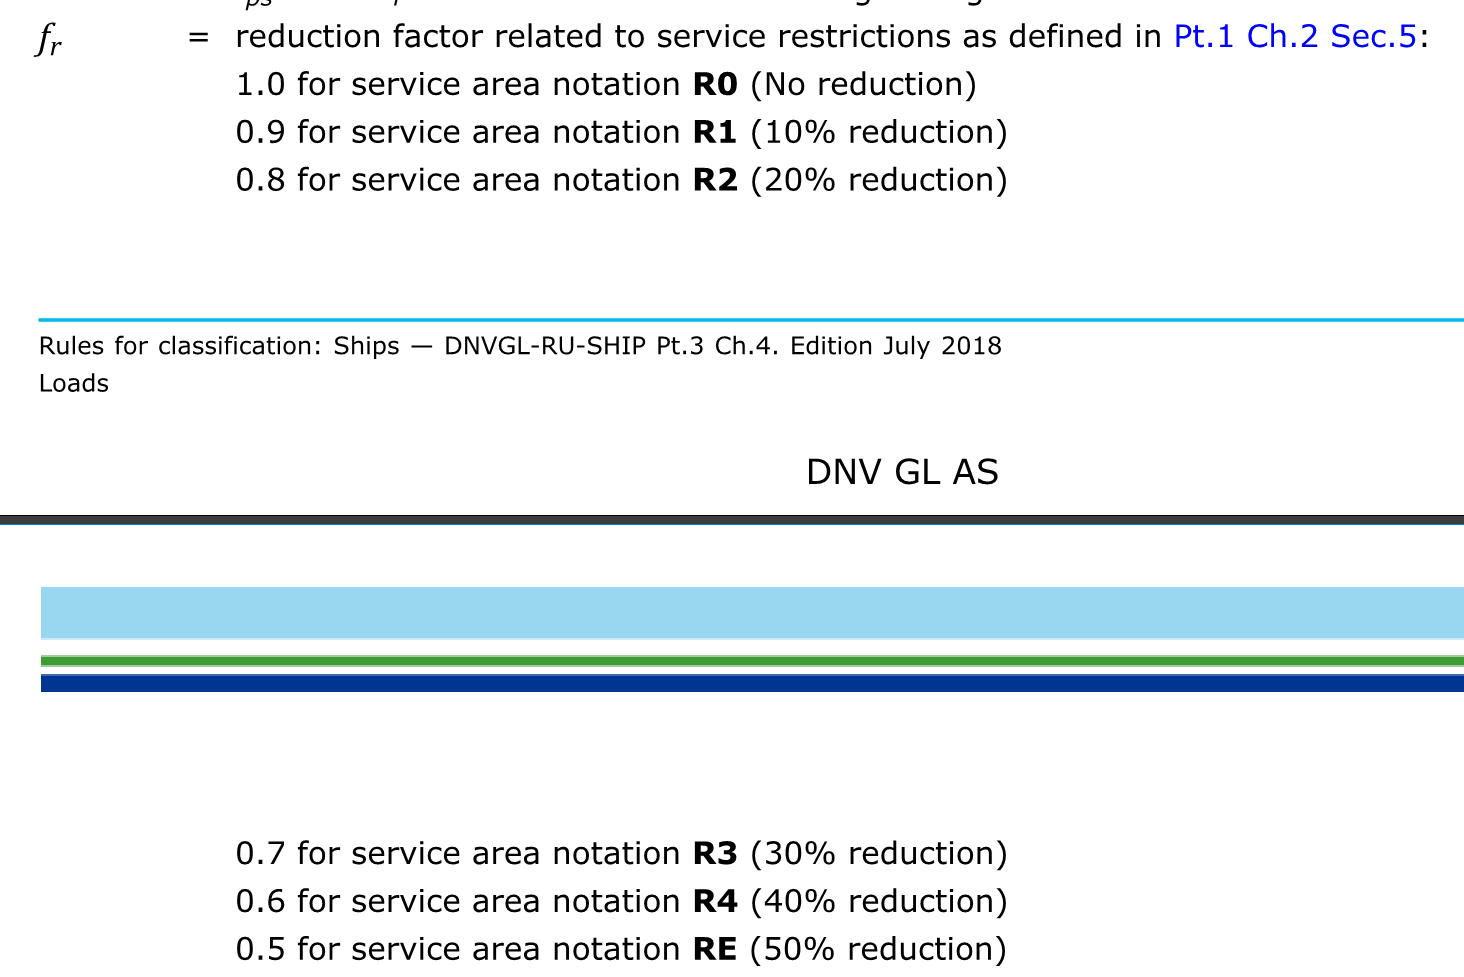 fr = reduction factor related to service restrictions as defined in Pt.1 Ch.2 Sec.5:
1.0 for service area notation R0 (No reduction)
0.9 for service area notation R1 (10% reduction)
0.8 for service area notation R2 (20% reduction)
Rules for classification: Ships — DNVGL-RU-SHIP Pt.3 Ch.4. Edition July 2018
Loads
DNV GL AS
0.7 for service area notation R3 (30% reduction)
0.6 for service area notation R4 (40% reduction)
0.5 for service area notation RE (50% reduction)